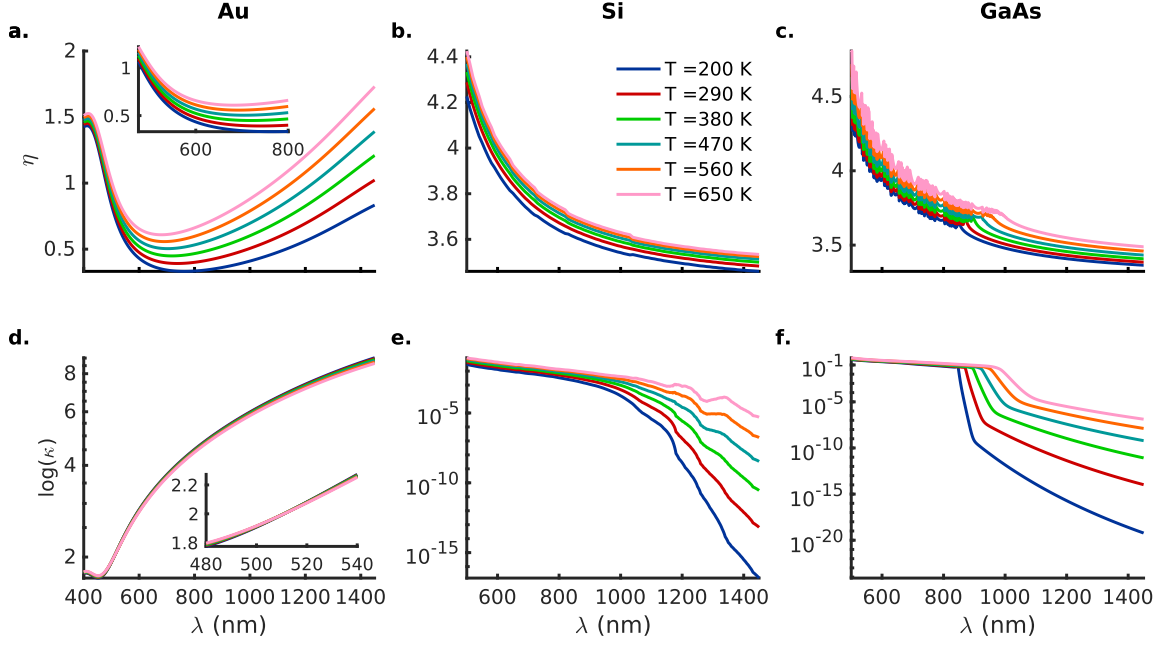 Au
Si
GaAs
a.
b.
c.
2
1.5
1
0.5
η
1
0.5
600
800
4.4
4.2
4
3.8
3.6
T =200 K
T =290 K
T =380 K
T =470 K
T =560 K
T =650 K
4.5
4
3.5
d.
e.
f.
8
6
4
2
log(κ)
2.2
2
1.8
480
500
520
540
400
600
800
1000
1200
1400
λ (nm)
10-5
10-10
10-15
600
800
1000
1200
1400
λ (nm)
10-1
10-5
10-10
10-15
10-20
600
800
1000
1200
1400
λ (nm)